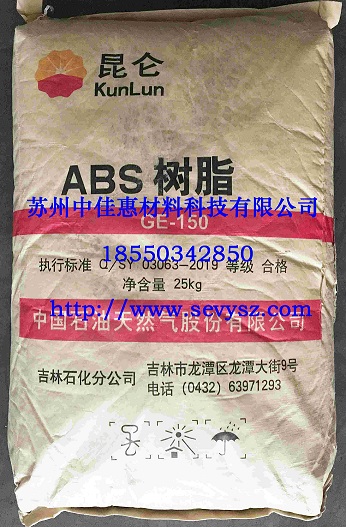 昆仑
KunLun
ABS 树脂
苏州中佳惠材料科技有限公司
GE-150
18550342850
执行标准 Q/SY 03063-2019 等级 合格
净含量 25kg
http://www.sevysz.com/
中国石油天然气股份有限公司
吉林石化分公司
吉林市龙潭区龙潭大街9号
电话 (0432) 63971293